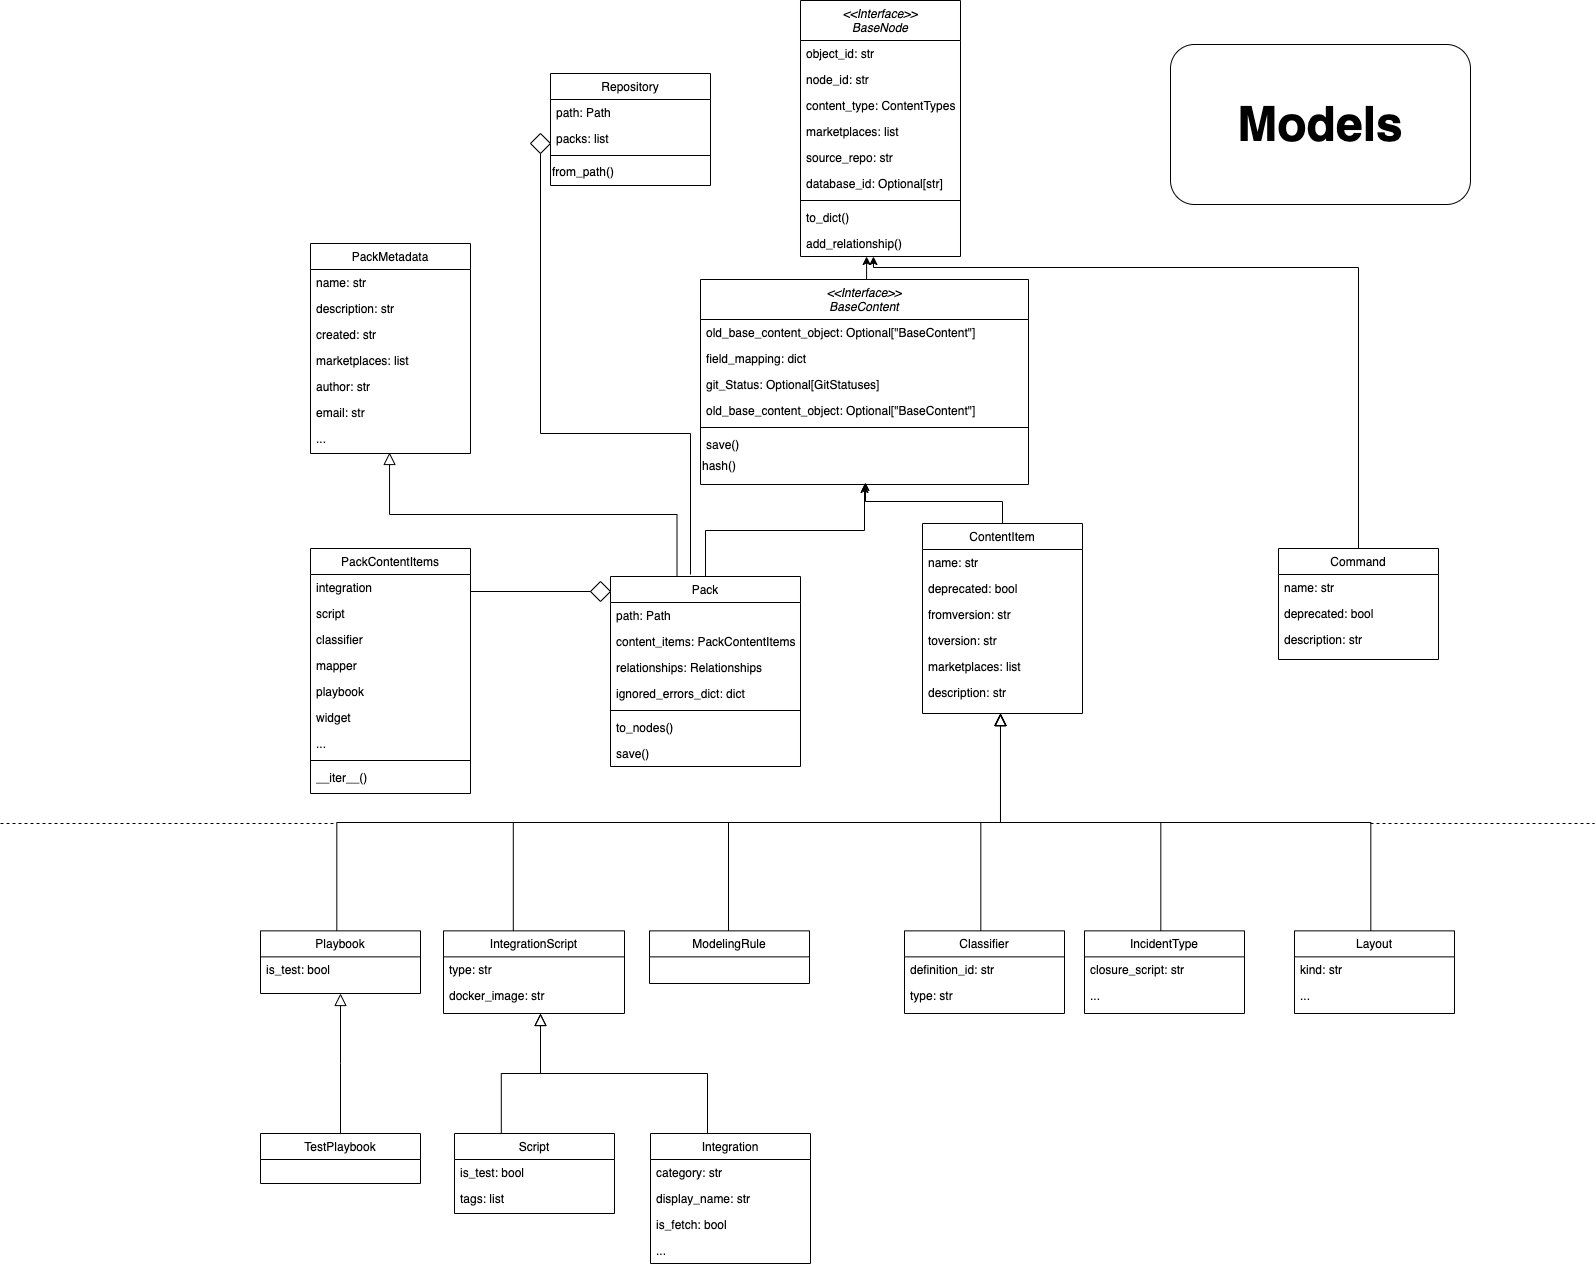 <<Interface>>
BaseNode
object_id: str
node_id: str
content_type: ContentTypes
marketplaces: list
source_repo: str
database_id: Optional[str]
to_dict()
add_relationship()
Models
Repository
path: Path
packs: list
from_path()
PackMetadata
name: str
description: str
created: str
marketplaces: list
author: str
email: str
...
<<Interface>>
BaseContent
old_base_content_object: Optional["BaseContent"]
field_mapping: dict
git_Status: Optional[GitStatuses]
old_base_content_object: Optional["BaseContent"]
save()
hash()
PackContentItems
integration
script
classifier
mapper
playbook
widget
...
__iter__()
Pack
path: Path
content_items: PackContentItems
relationships: Relationships
ignored_errors_dict: dict
to_nodes()
save()
ContentItem
name: str
deprecated: bool
fromversion: str
toversion: str
marketplaces: list
description: str
Command
name: str
deprecated: bool
description: str
Playbook
is_test: bool
IntegrationScript
type: str
docker_image: str
ModelingRule
Classifier
definition_id: str
type: str
IncidentType
closure_script: str
...
Layout
kind: str
...
TestPlaybook
Script
is_test: bool
tags: list
Integration
category: str
display_name: str
is_fetch: bool
...